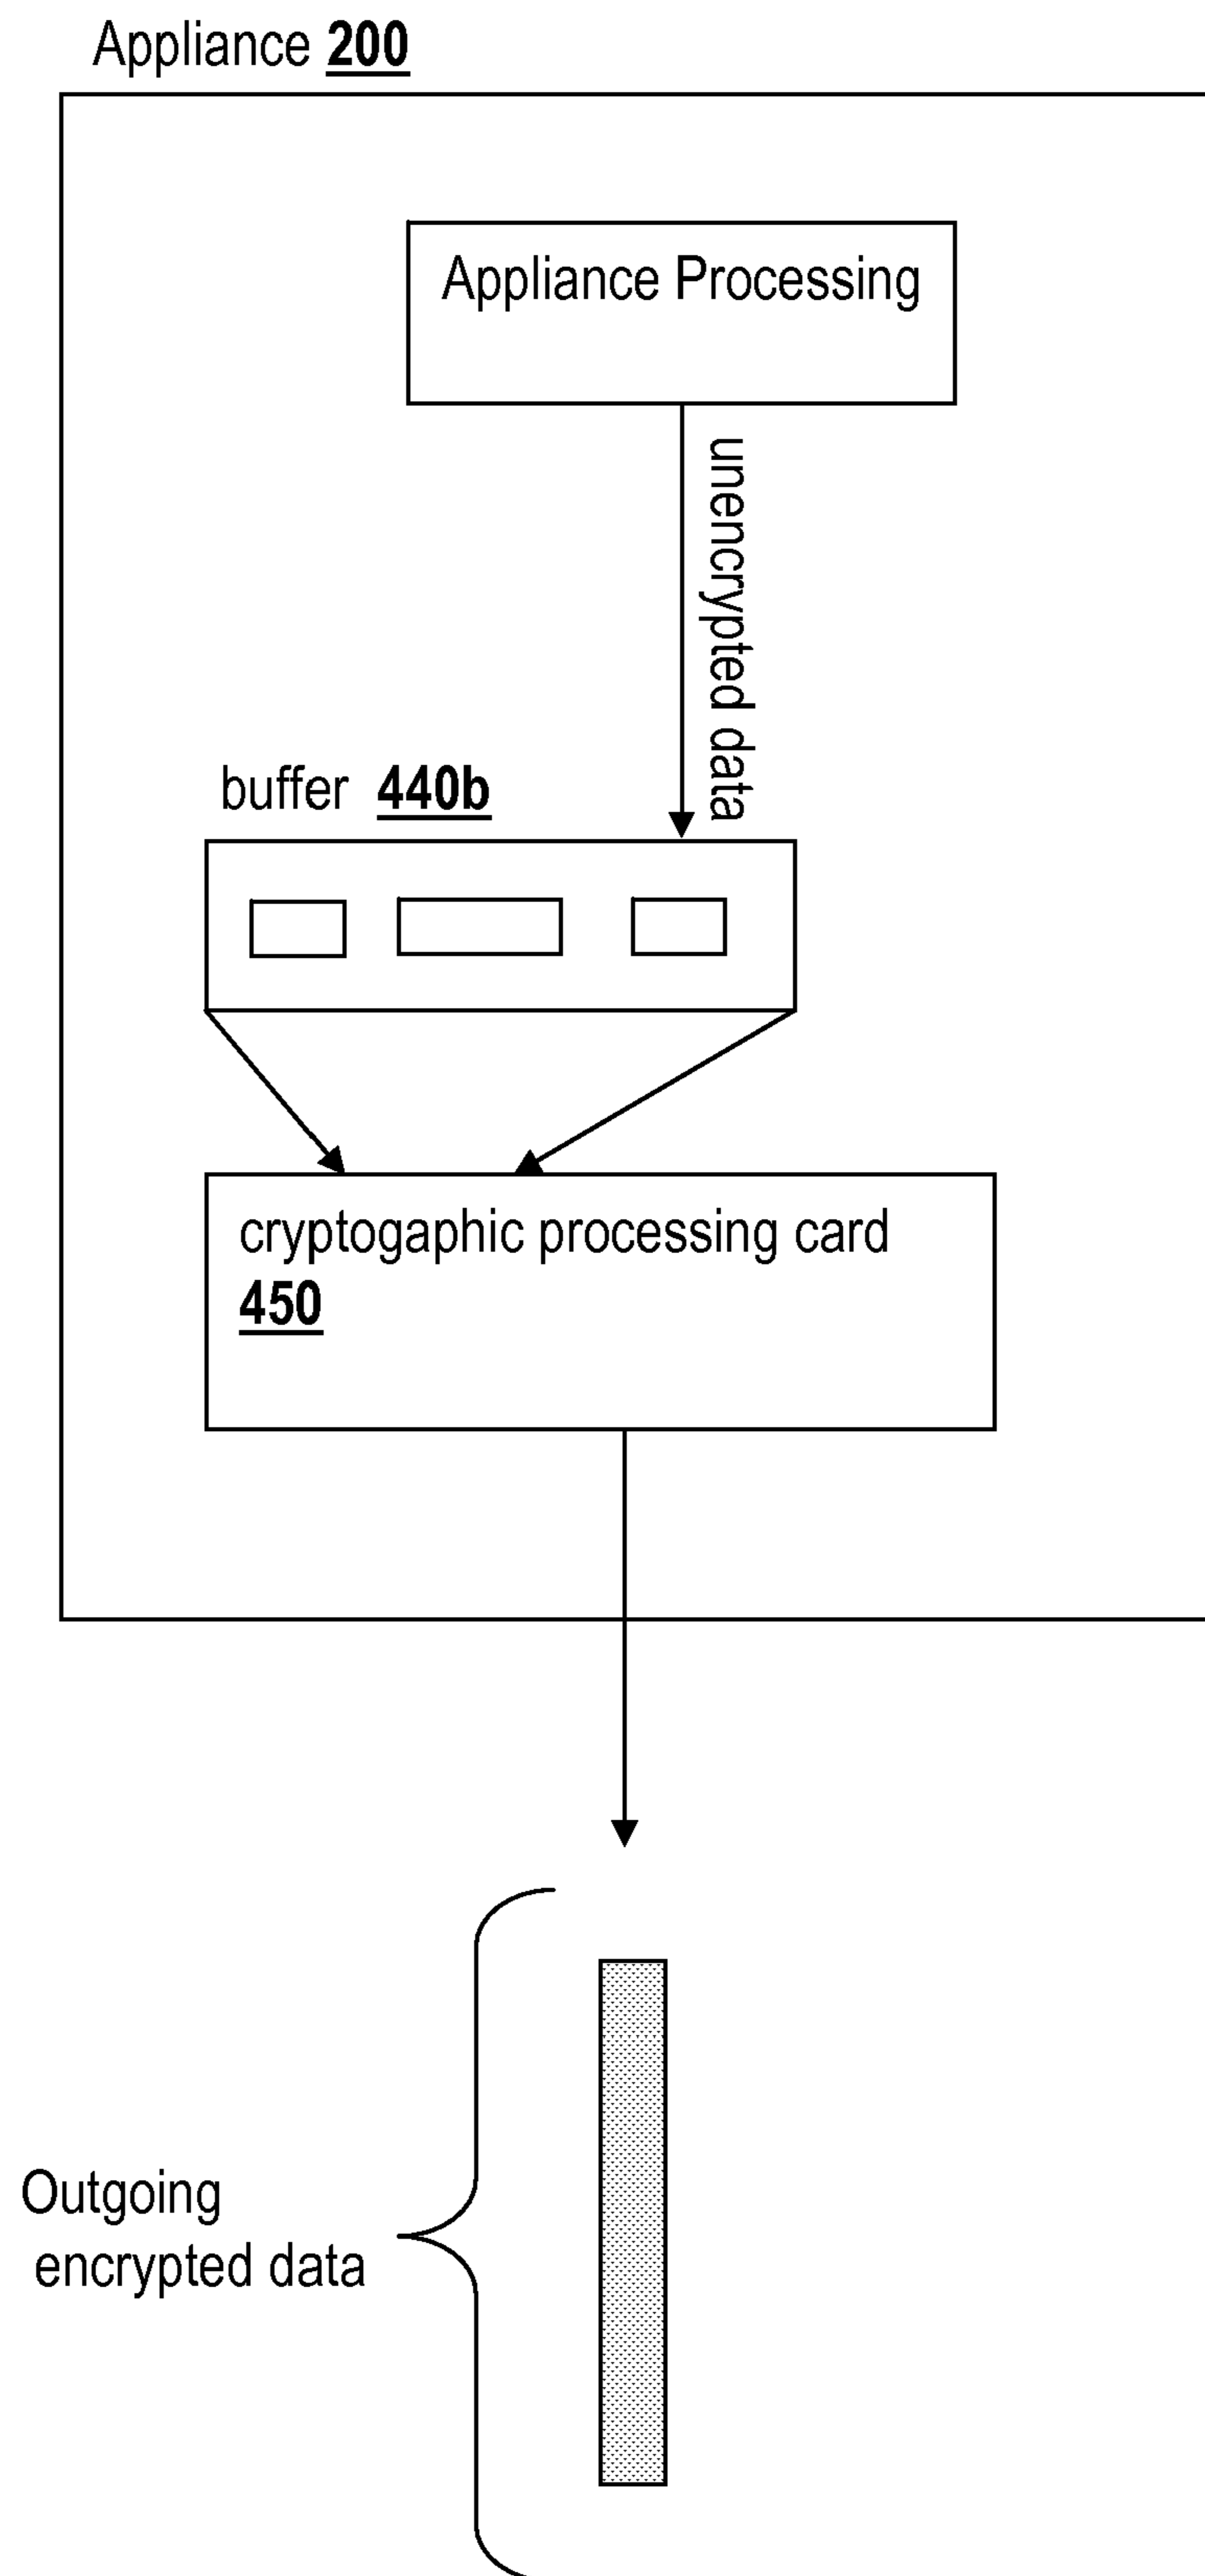 Appliance 200
Appliance Processing
unencrypted data
buffer 440b
cryptogaphic processing card
450
Outgoing
encrypted data